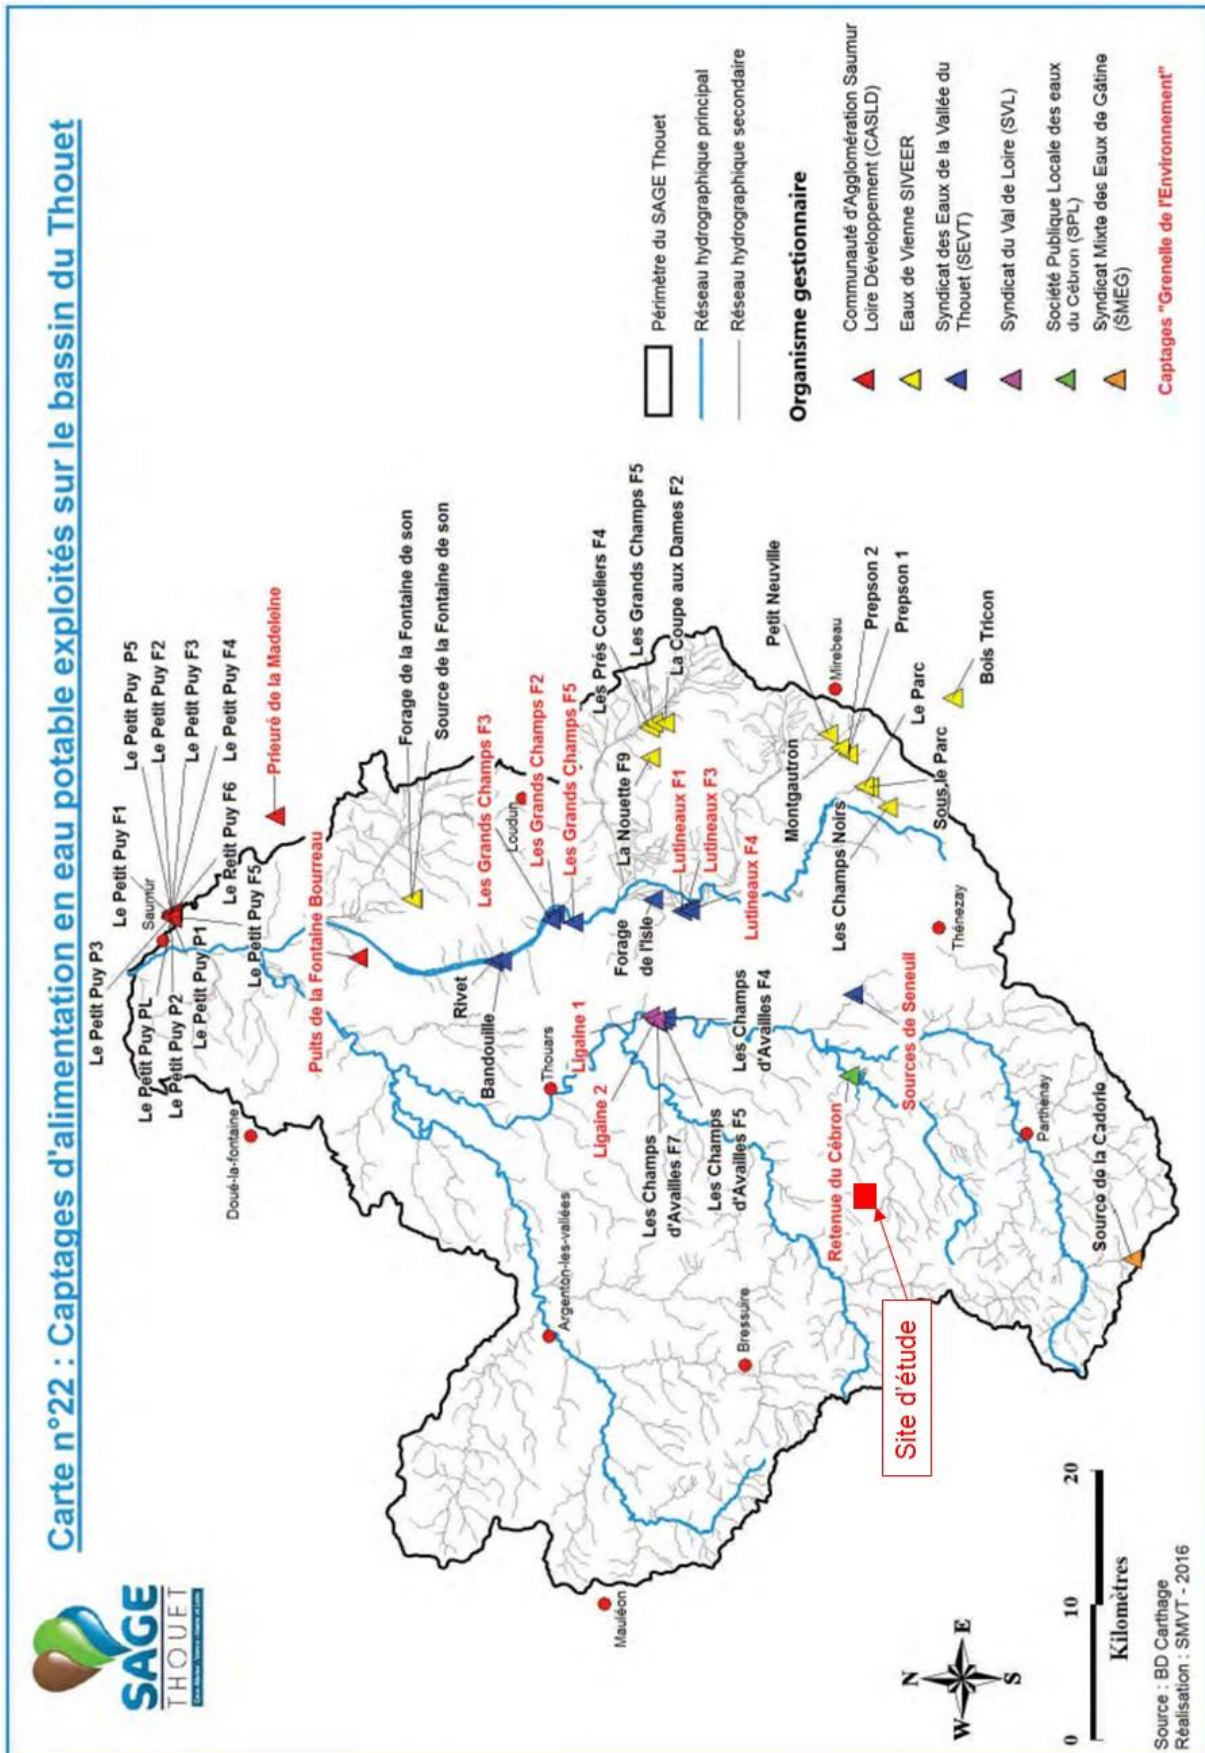 Carte n°22 : Captages d'alimentation en eau potable exploités sur le bassin du Thouet
SAGE
THOUET
Le Petit Puy P3
Le Petit Puy F1
Le Petit Puy P5
Le Petit Puy F2
Le Petit Puy F3
Le Petit Puy F4
Saumur
Le Petit Puy PL
Le Petit Puy P2
Le Petit Puy P1
Le Petit Puy F6
Le Petit Puy F5
Prieuré de la Madeleine
Doué-la-fontaine
Puits de la Fontaine Bourreau
Forage de la Fontaine de son
Source de la Fontaine de son
Rivet
Bandouille
Les Grands Champs F3
Loudun
Les Grands Champs F2
Les Grands Champs F5
Argenton-les-vallées
Thouars
Ligaine 1
Ligaine 2
Mauléon
Les Prés Cordeliers F4
Les Grands Champs F5
La Coupe aux Dames F2
La Nouette F9
Forage
de l'Isle
Lutineaux F1
Lutineaux F3
Lutineaux F4
Les Champs
d'Availles F7
Les Champs
d'Availles F5
Les Champs
d'Availles F4
Bressuire
Petit Neuville
Mirebeau
Montgautron
Prepson 2
Prepson 1
Le Parc
Les Champs Noirs
Sous le Parc
Bois Tricon
Retenue du Cébron
Sources de Seneuil
Thénezay
Site d'étude
Parthenay
Source de la Cadorie
Périmètre du SAGE Thouet
Réseau hydrographique principal
Réseau hydrographique secondaire
Organisme gestionnaire
Communauté d'Agglomération Saumur
Loire Développement (CASLD)
Eaux de Vienne SIVEER
Syndicat des Eaux de la Vallée du
Thouet (SEVT)
Syndicat du Val de Loire (SVL)
Société Publique Locale des eaux
du Cébron (SPL)
Syndicat Mixte des Eaux de Gâtine
(SMEG)
Captages "Grenelle de l'Environnement"
N
W E
S
0 10 20
Kilomètres
Source : BD Carthage
Réalisation : SMVT - 2016